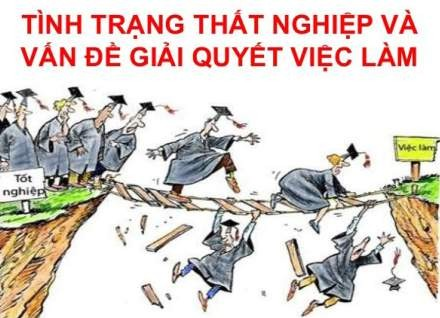 TÌNH TRẠNG THẤT NGHIỆP VÀ
VẤN ĐỀ GIẢI QUYẾT VIỆC LÀM
Việc làm
Tốt
nghiệp